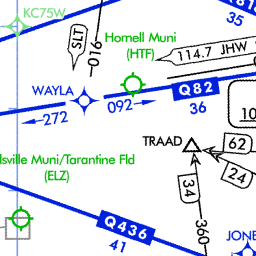 KC75W
35
SLT
016
Hornell Muni
(HTF)
114.7 JHW
WAYLA
092
Q82
36
272
10
TRAAD
62
24
lsville Muni/Tarantine Fld
(ELZ)
34
Q436
41
360
JONE